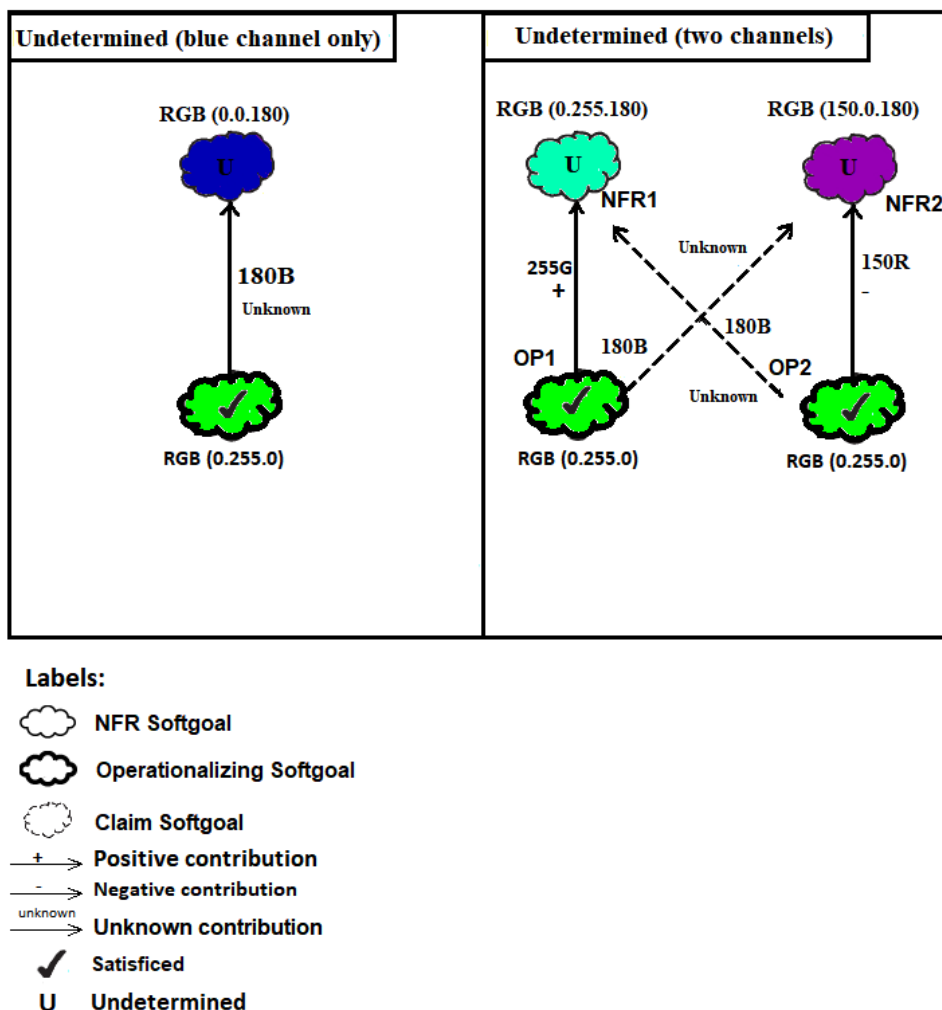 Undetermined (blue channel only)
RGB (0.0.180)
U
180B
Unknown
RGB (0.255.0)
Undetermined (two channels)
RGB (0.255.180)
RGB (150.0.180)
U
U
NFR1
NFR2
Unknown
255G
+
150R
-
180B
180B
OP1
OP2
Unknown
RGB (0.255.0)
RGB (0.255.0)
Labels:
NFR Softgoal
Operationalizing Softgoal
Claim Softgoal
+ Positive contribution
- Negative contribution
unknown
Unknown contribution
Satisficed
U Undetermined